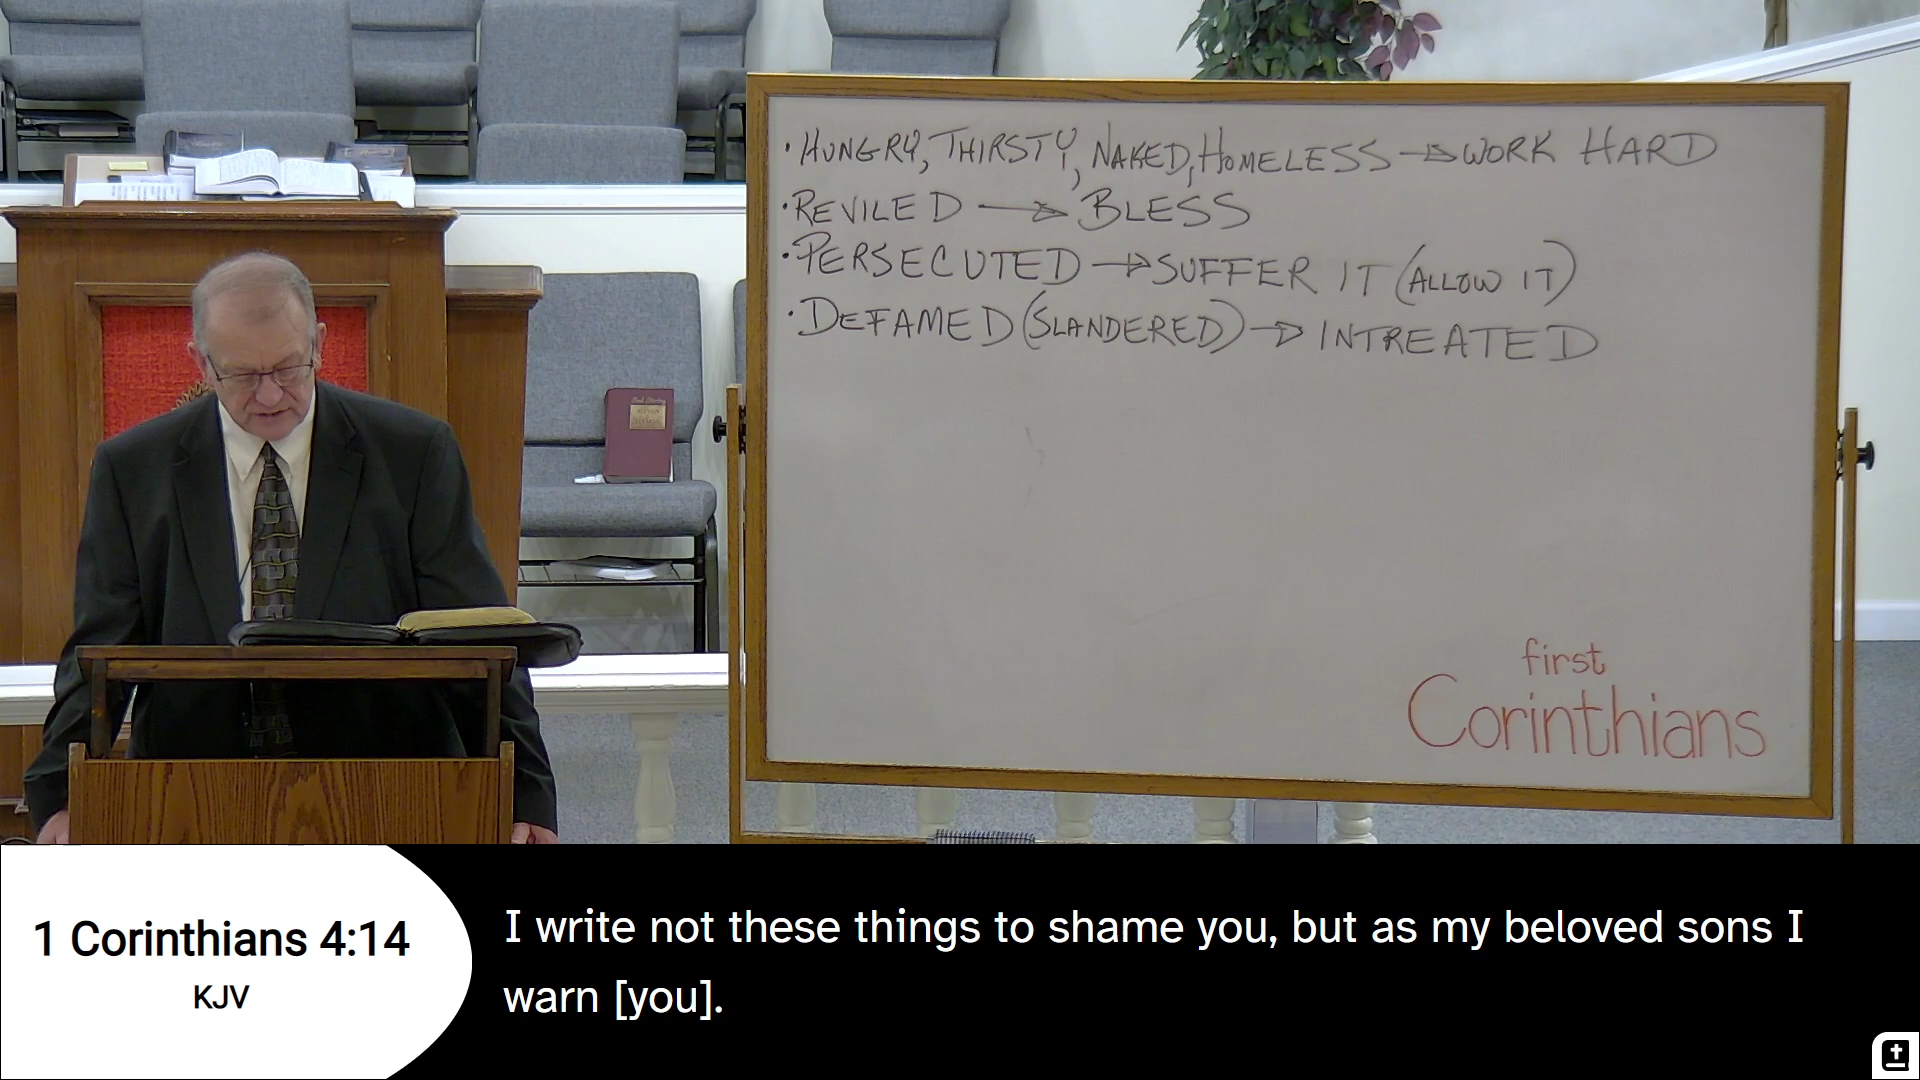 • HUNGRY, THIRSTY, NAKED, HOMELESS → WORK HARD
• REVILED → BLESS
• PERSECUTED → SUFFER IT (ALLOW IT)
• DEFAMED (SLANDERED) → INTREATED
first
Corinthians
1 Corinthians 4:14
KJV
I write not these things to shame you, but as my beloved sons I
warn [you].